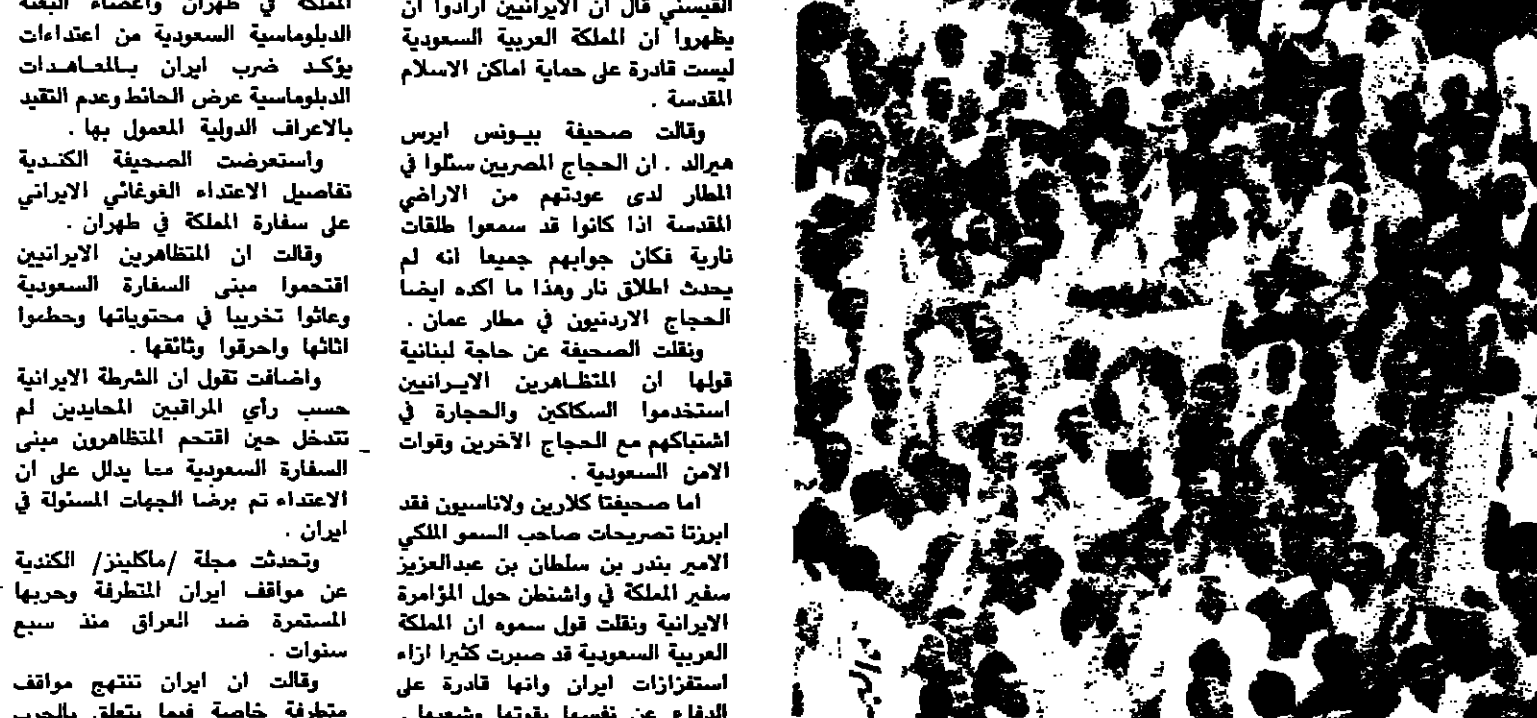 القيسني قال ان الايرانيين ارادوا ان
يظهروا ان المملكة العربية السعودية
ليست قادرة على حماية اماكن الاسلام
المقدسة .
وقالت صحيفة بيونس ايرس
هيرالد . ان الحجاج المصريين سئلوا في
المطار لدى عودتهم من الاراضي
المقدسة اذا كانوا قد سمعوا طلقات
نارية فكان جوابهم جميعا انه لم
يحدث اطلاق نار وهذا ما اكده ايضا
الحجاج الاردنيون في مطار عمان .
ونقلت الصحيفة عن حاجة لبنانية
قولها ان المتظاهرين الايرانيين
استخدموا السكاكين والحجارة في
اشتباكهم مع الحجاج الآخرين وقوات
الامن السعودية .
اما صحيفتا كلارين ولاناسيون فقد
ابرزتا تصريحات صاحب السمو الملكي
الامير بندر بن سلطان بن عبدالعزيز
سفير المملكة في واشنطن حول المؤامرة
الايرانية ونقلت قول سموه ان المملكة
العربية السعودية قد صبرت كثيرا ازاء
استفزازات ايران وانها قادرة على
الدفاع عن نفسها بقوتها وشعبها .
المملكة في طهران واعضاء البعثة
الدبلوماسية السعودية من اعتداءات
يؤكد ضرب ايران بالمعاهدات
الدبلوماسية عرض الحائط وعدم التقيد
بالاعراف الدولية المعمول بها .
واستعرضت الصحيفة الكندية
تفاصيل الاعتداء الغوغائي الايراني
على سفارة المملكة في طهران .
وقالت ان المتظاهرين الايرانيين
اقتحموا مبنى السفارة السعودية
وعاثوا تخريبا في محتوياتها وحطموا
اثاثها واحرقوا وثائقها .
واضافت تقول ان الشرطة الايرانية
حسب رأي المراقبين المحايدين لم
تتدخل حين اقتحم المتظاهرون مبنى
السفارة السعودية مما يدلل على ان
الاعتداء تم برضا الجهات المسئولة في
ايران .
وتحدثت مجلة /ماكلينز/ الكندية
عن مواقف ايران المتطرفة وحربها
المستمرة ضد العراق منذ سبع
سنوات .
وقالت ان ايران تنتهج مواقف
متطرفة خاصة فيما يتعلق بالحرب